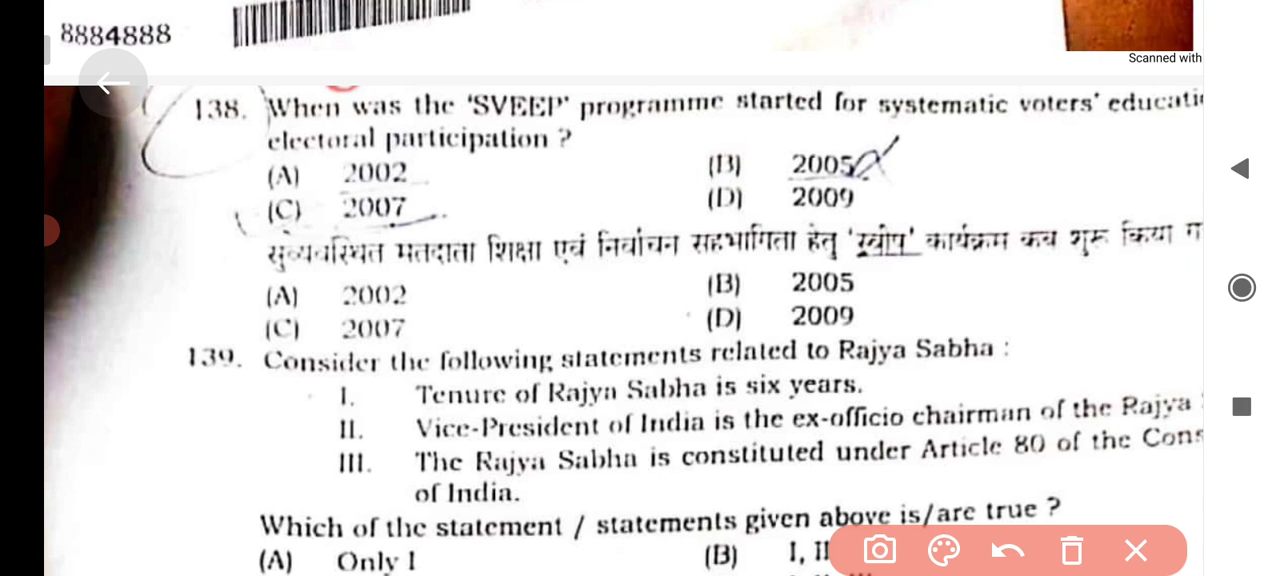 8884888
Scanned with
138. When was the 'SVEEP' programme started for systematic voters'
electoral participation ?
(A) 2002 (B) 2005
(C) 2007 (D) 2009
सुव्यवस्थित मतदाता शिक्षा एवं निर्वाचन सहभागिता हेतु 'स्वीप' कार्यक्रम कब शुरू किया
(A) 2002 (B) 2005
(C) 2007 (D) 2009
139. Consider the following statements related to Rajya Sabha :
I. Tenure of Rajya Sabha is six years.
II. Vice-President of India is the ex-officio chairman of the Rajya
III. The Rajya Sabha is constituted under Article 80 of the
of India.
Which of the statement / statements given above is/are true ?
(A) Only I (B) I, II